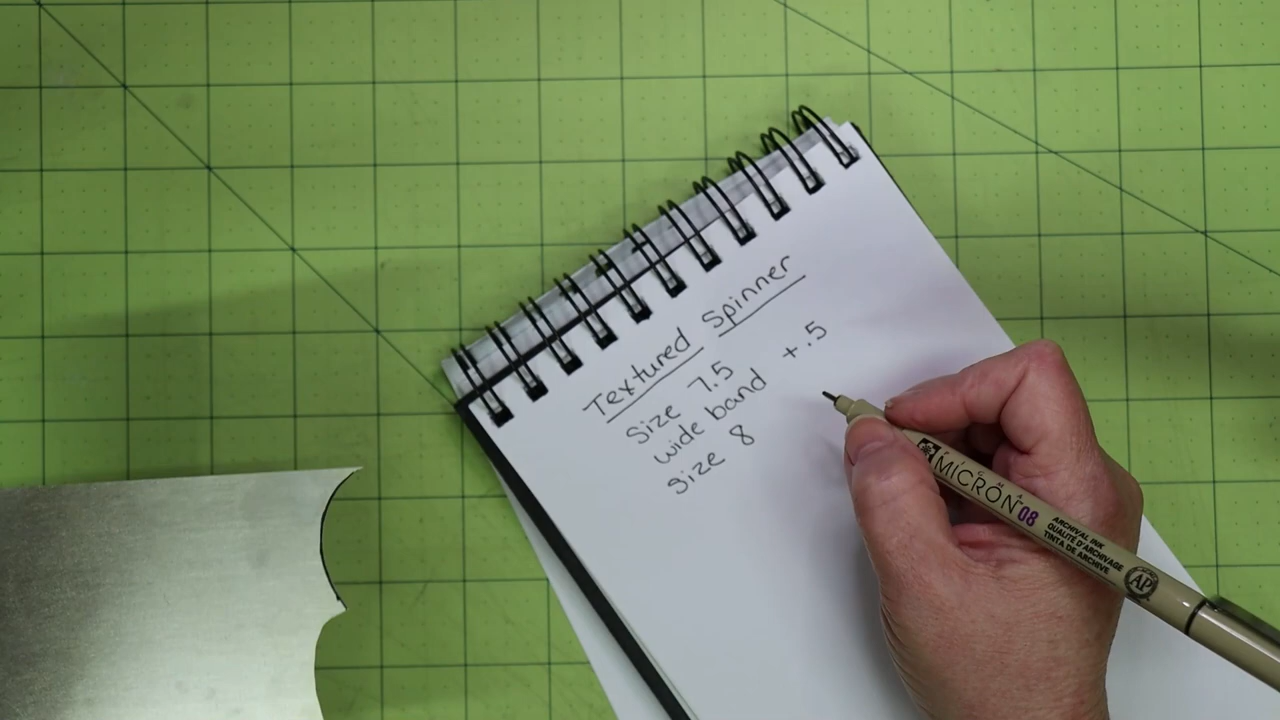 Textured Spinner
Size 7.5
wide band +.5
size 8
MICRON 08
ARCHIVAL INK
QUALITÉ D'ARCHIVAGE
TINTA DE ARCHIVE
AP